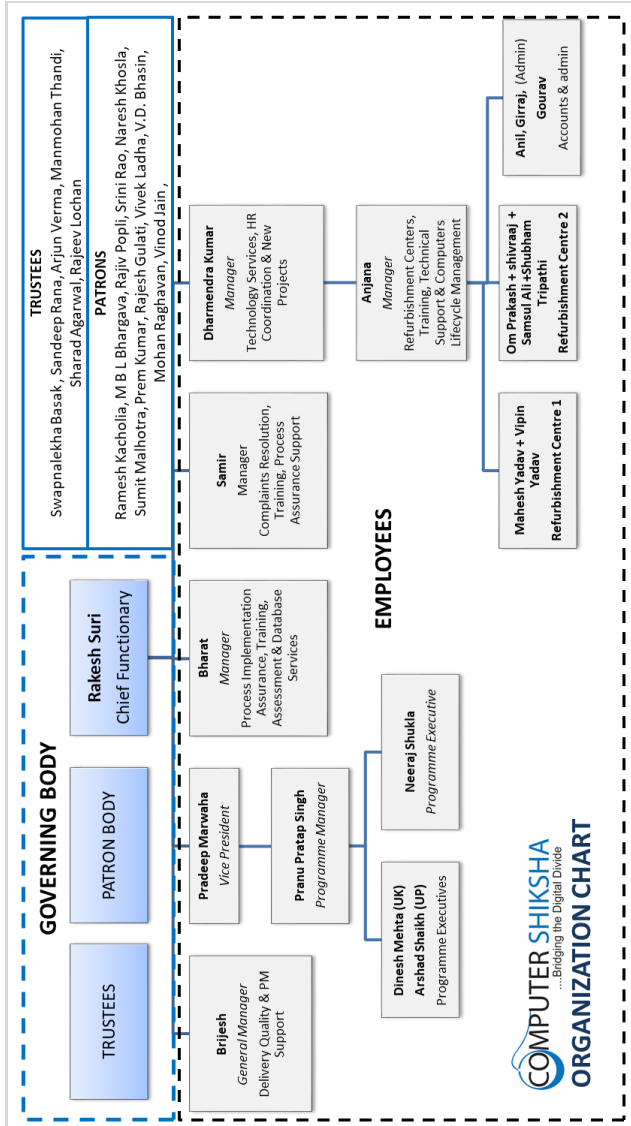 GOVERNING BODY
TRUSTEES
PATRON BODY
Rakesh Suri
Chief Functionary
TRUSTEES
Swapnalekha Basak, Sandeep Rana, Arjun Verma, Manmohan Thandi,
Sharad Agarwal, Rajeev Lochan
PATRONS
Ramesh Kacholia, M B L Bhargava, Rajiv Popli, Srini Rao, Naresh Khosla,
Sumit Malhotra, Prem Kumar, Rajesh Gulati, Vivek Ladha, V.D. Bhasin,
Mohan Raghavan, Vinod Jain ,
Brijesh
General Manager
Delivery Quality & PM
Support
Pradeep Marwaha
Vice President
Bharat
Manager
Process Implementation
Assurance, Training,
Assessment & Database
Services
Samir
Manager
Complaints Resolution,
Training, Process
Assurance Support
Dharmendra Kumar
Manager
Technology Services, HR
Coordination & New
Projects
Pranu Pratap Singh
Programme Manager
Anjana
Manager
Refurbishment Centers,
Training, Technical
Support & Computers
Lifecycle Management
EMPLOYEES
Dinesh Mehta (UK)
Arshad Shaikh (UP)
Programme Executives
Neeraj Shukla
Programme Executive
Mahesh Yadav + Vipin
Yadav
Refurbishment Centre 1
Om Prakash + shivraaj +
Samsul Ali +Shubham
Tripathi
Refurbishment Centre 2
Anil, Girraj, (Admin)
Gourav
Accounts & admin
COMPUTER SHIKSHA
....Bridging the Digital Divide
ORGANIZATION CHART